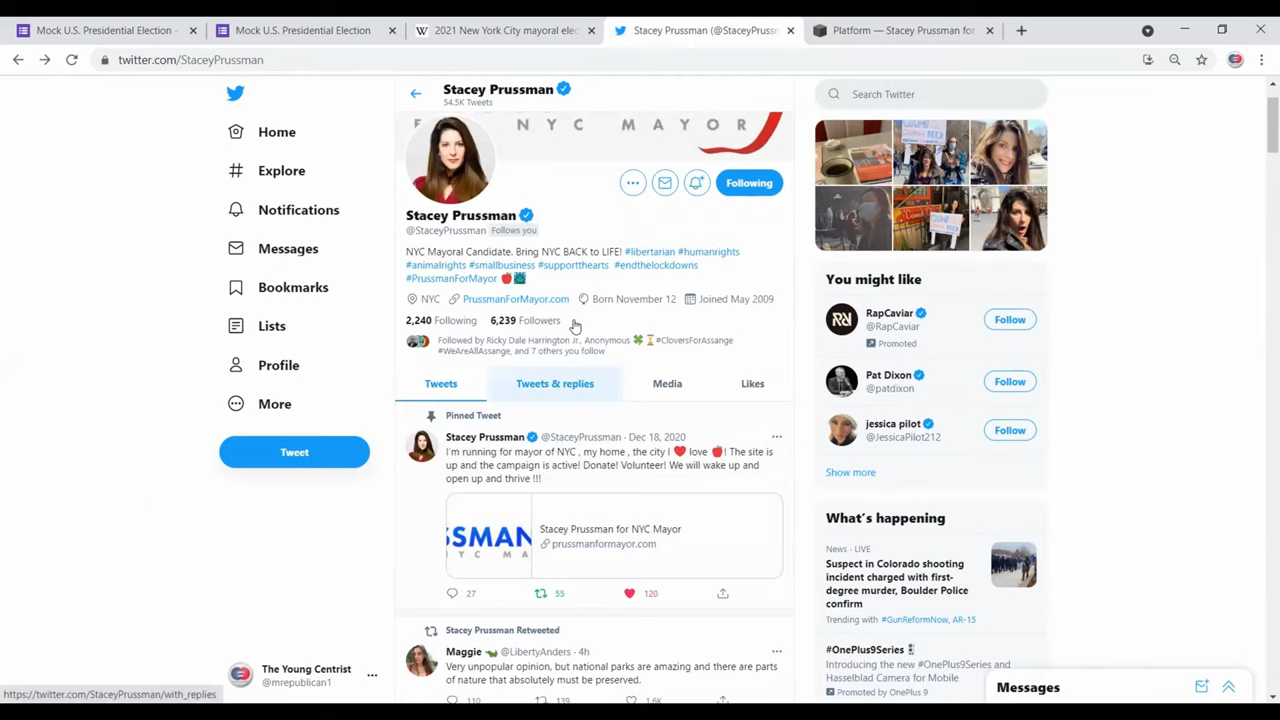 Mock U.S. Presidential Election -
Mock U.S. Presidential Election
2021 New York City mayoral elec
Stacey Prussman (@StaceyPrussm
Platform — Stacey Prussman for
twitter.com/StaceyPrussman
Stacey Prussman
54.5K Tweets
Search Twitter
NYC MAYOR
Home
Explore
Notifications
Messages
Bookmarks
Lists
Profile
More
Tweet
Following
Stacey Prussman
@StaceyPrussman Follows you
NYC Mayoral Candidate. Bring NYC BACK to LIFE! #libertarian #humanrights
#animalrights #smallbusiness #supportthearts #endthelockdowns
#PrussmanForMayor 🍎🗽
NYC PrussmanForMayor.com Born November 12 Joined May 2009
2,240 Following 6,239 Followers
Followed by Ricky Dale Harrington Jr., Anonymous 🍀⌛#CloversForAssange
#WeAreAllAssange, and 7 others you follow
Tweets Tweets & replies Media Likes
Pinned Tweet
Stacey Prussman @StaceyPrussman · Dec 18, 2020
I'm running for mayor of NYC , my home , the city I ❤️ love 🍎! The site is
up and the campaign is active! Donate! Volunteer! We will wake up and
open up and thrive !!!
SSMAN
Y C M A
Stacey Prussman for NYC Mayor
prussmanformayor.com
27 55 120
Stacey Prussman Retweeted
Maggie 🐊 @LibertyAnders · 4h
Very unpopular opinion, but national parks are amazing and there are parts
of nature that absolutely must be preserved.
110 139 1.6K
You might like
RapCaviar
@RapCaviar
Promoted
Follow
Pat Dixon
@patdixon
Follow
jessica pilot
@JessicaPilot212
Follow
Show more
What's happening
News · LIVE
Suspect in Colorado shooting
incident charged with first-
degree murder, Boulder Police
confirm
Trending with #GunReformNow, AR-15
#OnePlus9Series
Introducing the new #OnePlus9Series and
Hasselblad Camera for Mobile
Promoted by OnePlus 9
Messages
The Young Centrist
@mrepublican1
https://twitter.com/StaceyPrussman/with_replies